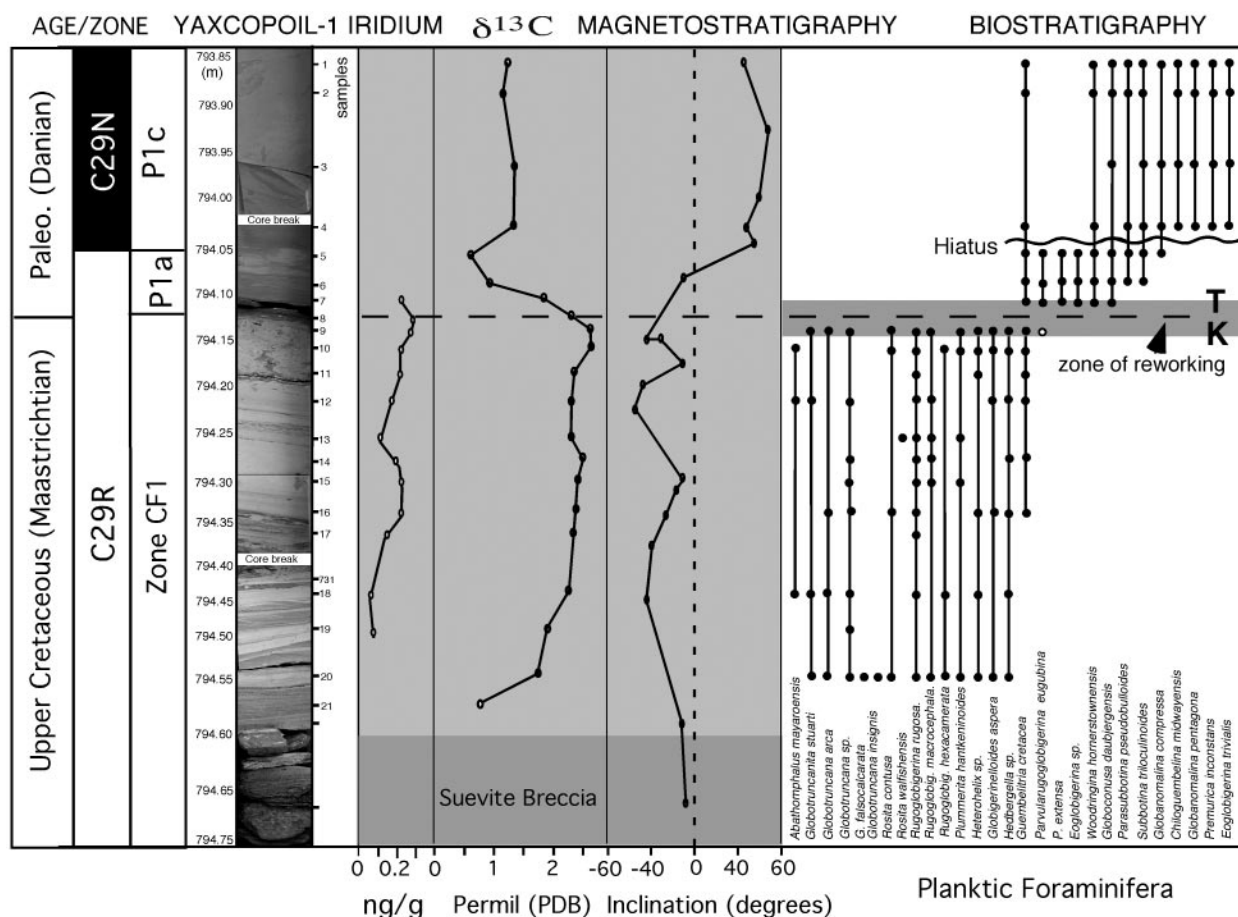 AGE/ZONE YAXCOPOIL-1 IRIDIUM δ13C MAGNETOSTRATIGRAPHY BIOSTRATIGRAPHY
Upper Cretaceous (Maastrichtian)
Paleo. (Danian)
C29R
C29N
Zone CF1
P1a
P1c
793.85
(m)
793.90
793.95
794.00
794.05
794.10
794.15
794.20
794.25
794.30
794.35
794.40
794.45
794.50
794.55
794.60
794.65
794.75
Core break
Core break
samples
1
2
3
4
5
6
7
8
9
10
11
12
13
14
15
16
17
731
18
19
20
21
Suevite Breccia
0 0.2
ng/g
0 1 2
Permil (PDB)
-60 -40 0 40 60
Inclination (degrees)
Hiatus
T
K
zone of reworking
Abathomphalus mayaroensis
Globotruncanita stuarti
Globotruncana arca
Globotruncana sp.
G. falsocalcarata
Globotruncana insignis
Rosita contusa
Rosita walfishensis
Rugoglobigerina rugosa.
Rugoglob. macrocephala.
Rugoglobig. hexacamerata
Plummerita hantkeninoides
Heterohelix sp.
Globigerinelloides aspera
Hedbergella sp.
Guembelitria cretacea
Parvularugoglobigerina eugubina
P. extensa
Eoglobigerina sp.
Woodringina hornerstownensis
Globoconusa daubjergensis
Parasubbotina pseudobulloides
Subbotina triloculinoides
Globanomalina compressa
Chiloguembelina midwayensis
Globanomalina pentagona
Premurica inconstans
Eoglobigerina trivialis
Planktic Foraminifera